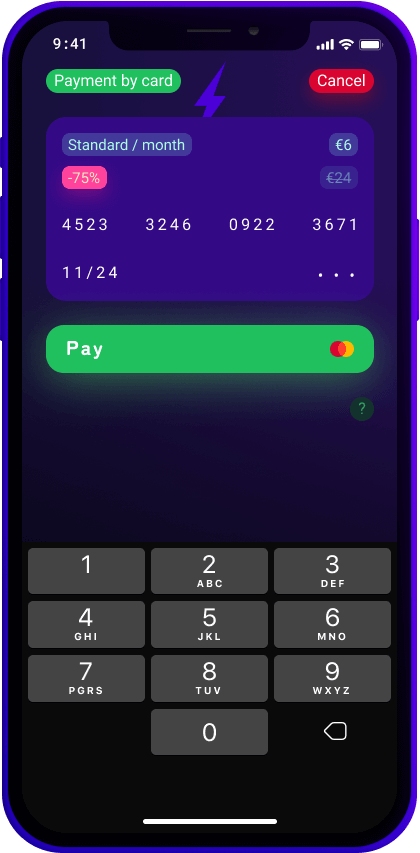 9:41
Payment by card Cancel
Standard / month €6
-75% €24
4523 3246 0922 3671
11/24 ...
Pay
?
1 2 3
ABC DEF
4 5 6
GHI JKL MNO
7 8 9
PGRS TUV WXYZ
0